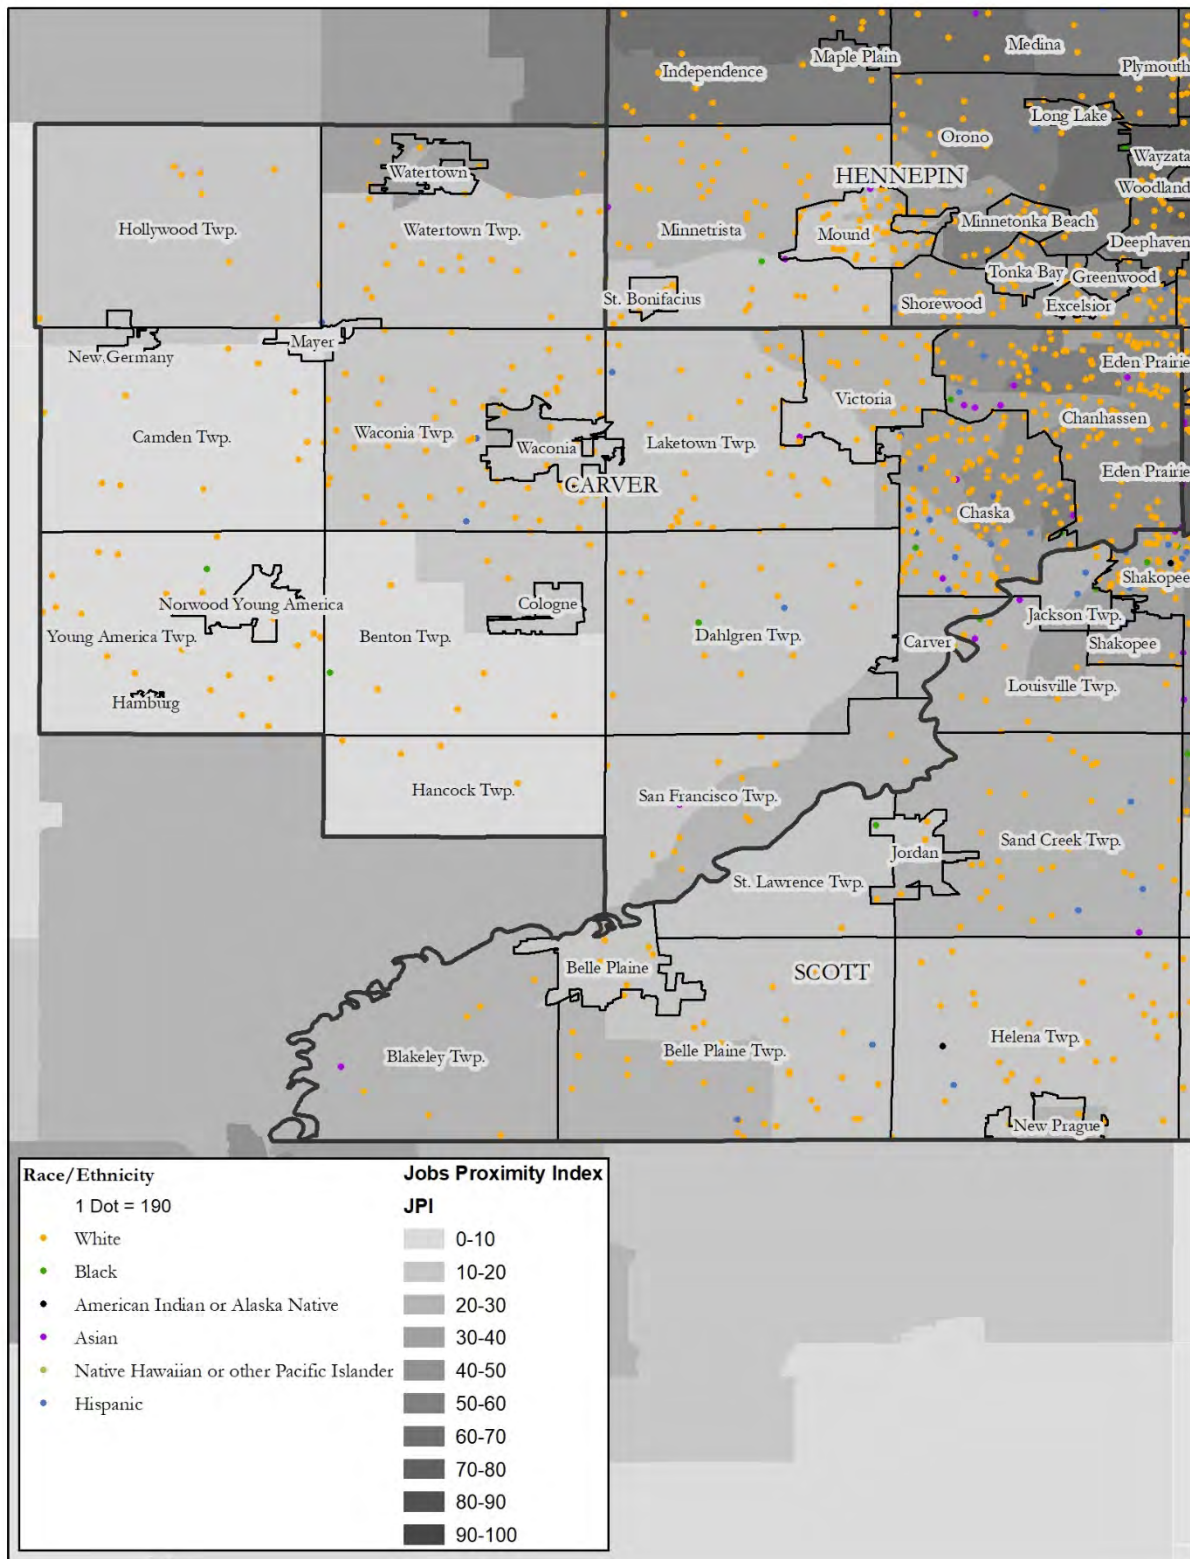 Medina
Maple Plain
Plymouth
Independence
Long Lake
Orono
Wayzata
HENNEPIN
Woodland
Watertown
Hollywood Twp.
Watertown Twp.
Minnetrista
Mound
Minnetonka Beach
Deephaven
Tonka Bay
Greenwood
St. Bonifacius
Shorewood
Excelsior
New Germany
Mayer
Eden Prairie
Victoria
Chanhassen
Camden Twp.
Waconia Twp.
Waconia
Laketown Twp.
Eden Prairie
CARVER
Chaska
Shakopee
Norwood Young America
Cologne
Jackson Twp.
Young America Twp.
Benton Twp.
Dahlgren Twp.
Carver
Shakopee
Louisville Twp.
Hamburg
Hancock Twp.
San Francisco Twp.
Jordan
Sand Creek Twp.
St. Lawrence Twp.
Belle Plaine
SCOTT
Blakeley Twp.
Belle Plaine Twp.
Helena Twp.
New Prague
Race/Ethnicity
1 Dot = 190
White
Black
American Indian or Alaska Native
Asian
Native Hawaiian or other Pacific Islander
Hispanic
Jobs Proximity Index
JPI
0-10
10-20
20-30
30-40
40-50
50-60
60-70
70-80
80-90
90-100